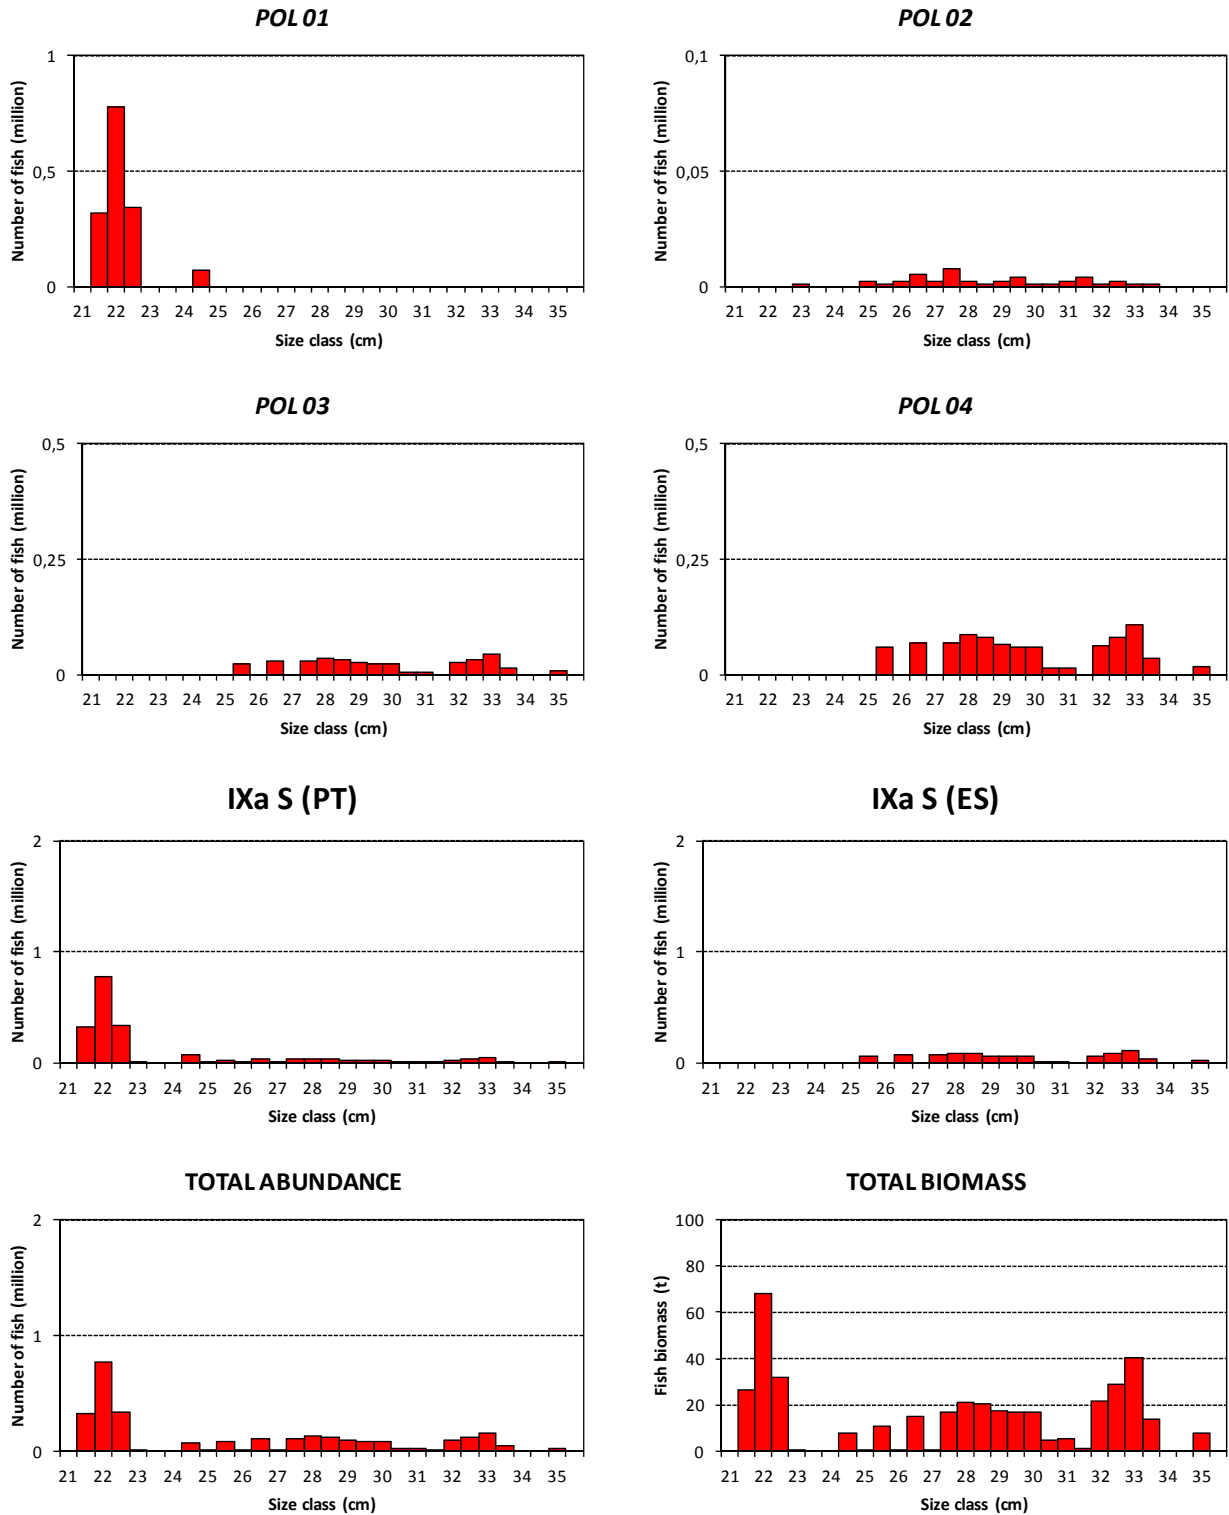 POL 01
Number of fish (million)
1
0,5
0
21 22 23 24 25 26 27 28 29 30 31 32 33 34 35
Size class (cm)
POL 02
Number of fish (million)
0,1
0,05
0
21 22 23 24 25 26 27 28 29 30 31 32 33 34 35
Size class (cm)
POL 03
Number of fish (million)
0,5
0,25
0
21 22 23 24 25 26 27 28 29 30 31 32 33 34 35
Size class (cm)
POL 04
Number of fish (million)
0,5
0,25
0
21 22 23 24 25 26 27 28 29 30 31 32 33 34 35
Size class (cm)
IXa S (PT)
Number of fish (million)
2
1
0
21 22 23 24 25 26 27 28 29 30 31 32 33 34 35
Size class (cm)
IXa S (ES)
Number of fish (million)
2
1
0
21 22 23 24 25 26 27 28 29 30 31 32 33 34 35
Size class (cm)
TOTAL ABUNDANCE
Number of fish (million)
2
1
0
21 22 23 24 25 26 27 28 29 30 31 32 33 34 35
Size class (cm)
TOTAL BIOMASS
Fish biomass (t)
100
80
60
40
20
0
21 22 23 24 25 26 27 28 29 30 31 32 33 34 35
Size class (cm)